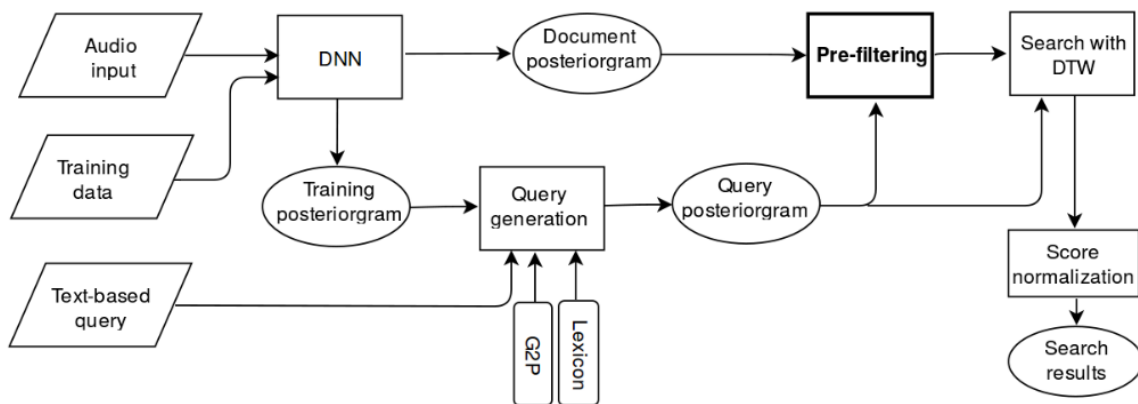 Audio
input
DNN
Document
posteriorgram
Pre-filtering
Search with
DTW
Training
data
Training
posteriorgram
Query
generation
Query
posteriorgram
Score
normalization
Text-based
query
G2P
Lexicon
Search
results